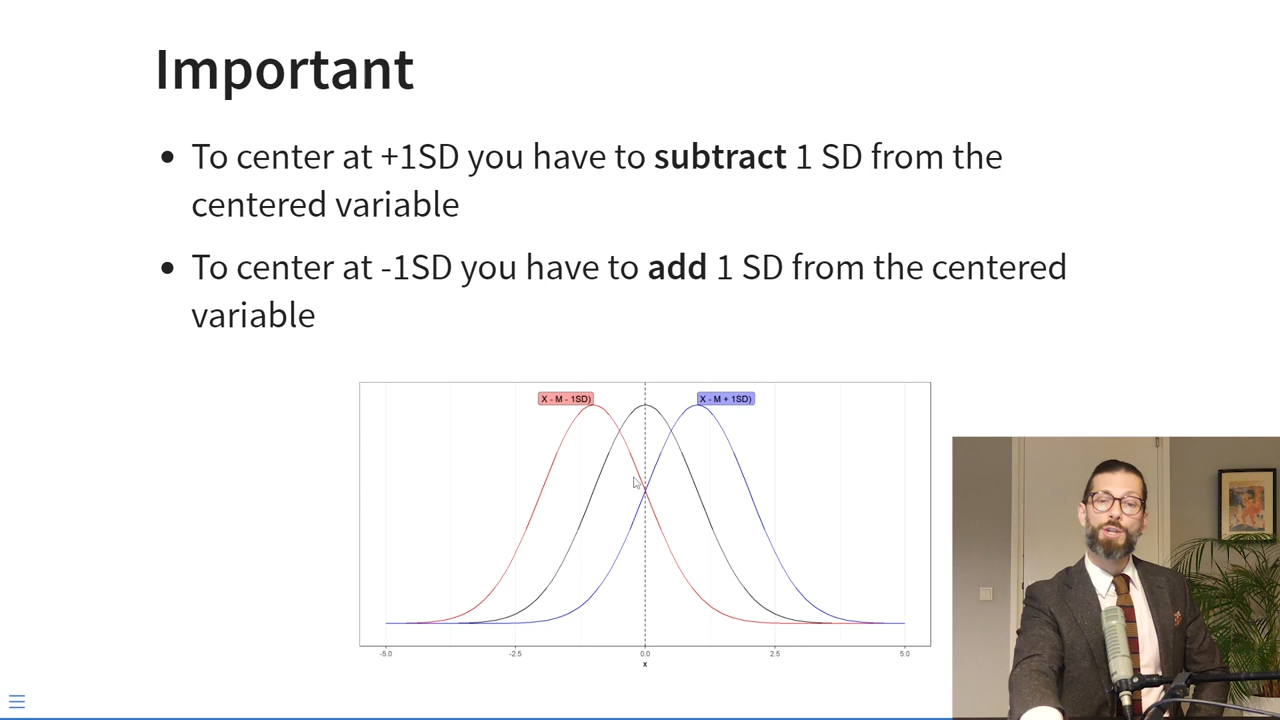 Important
• To center at +1SD you have to subtract 1 SD from the
centered variable
• To center at -1SD you have to add 1 SD from the centered
variable
X - M - 1SD)
X - M + 1SD)
-5.0
-2.5
0.0
2.5
5.0
x